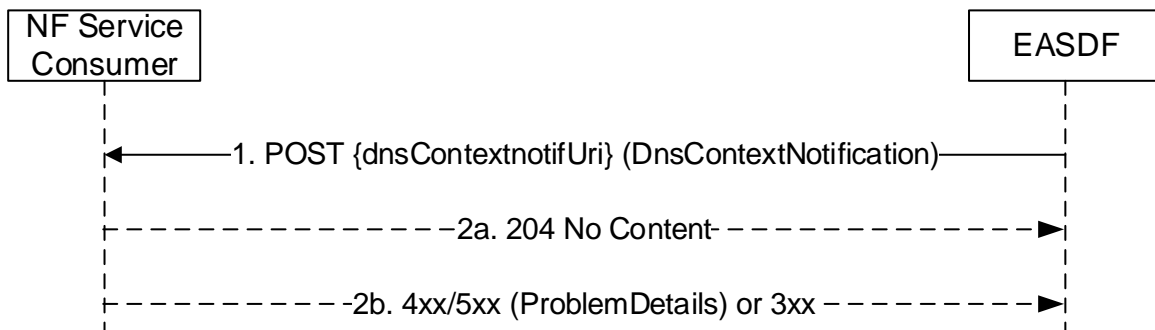 NF Service
Consumer
EASDF
1. POST {dnsContextnotifUri} (DnsContextNotification)
2a. 204 No Content
2b. 4xx/5xx (ProblemDetails) or 3xx